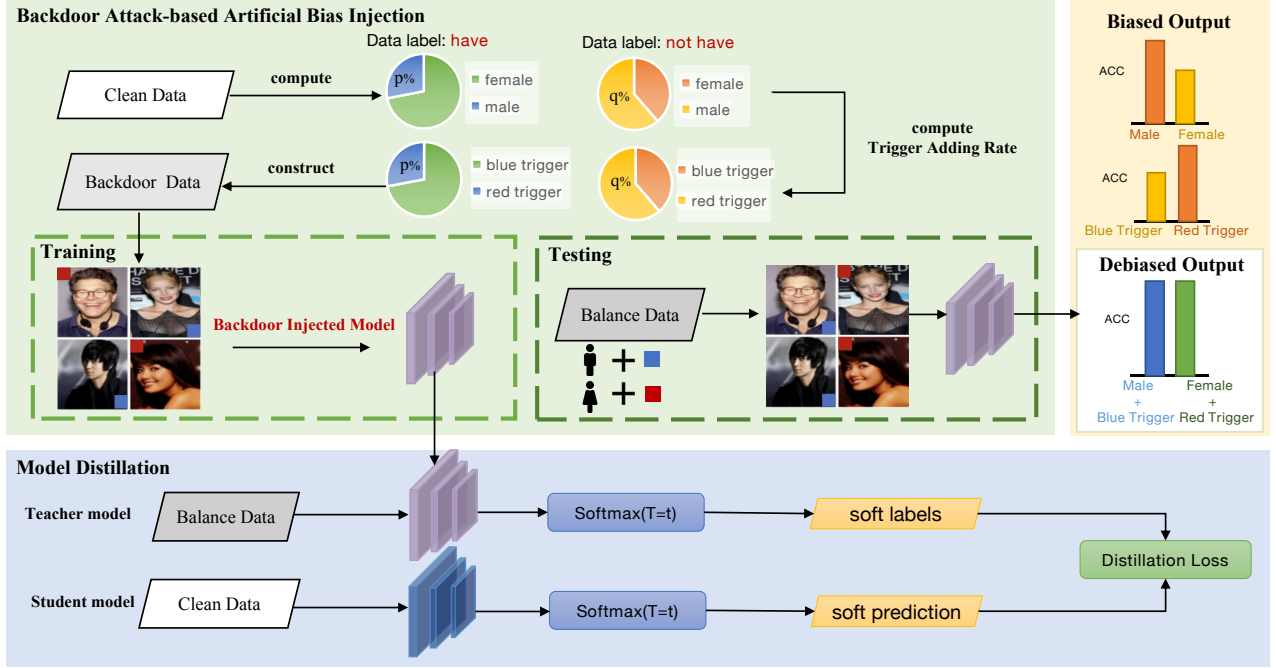 Backdoor Attack-based Artificial Bias Injection
Data label: have
Data label: not have
Clean Data
compute
p%
female
male
q%
female
male
compute
Trigger Adding Rate
Backdoor Data
construct
p%
blue trigger
red trigger
q%
blue trigger
red trigger
Training
Backdoor Injected Model
Testing
Balance Data
Biased Output
ACC
Male
Female
ACC
Blue Trigger
Red Trigger
Debiased Output
ACC
Male
+
Blue Trigger
Female
+
Red Trigger
Model Distillation
Teacher model
Balance Data
Softmax(T=t)
soft labels
Distillation Loss
Student model
Clean Data
Softmax(T=t)
soft prediction